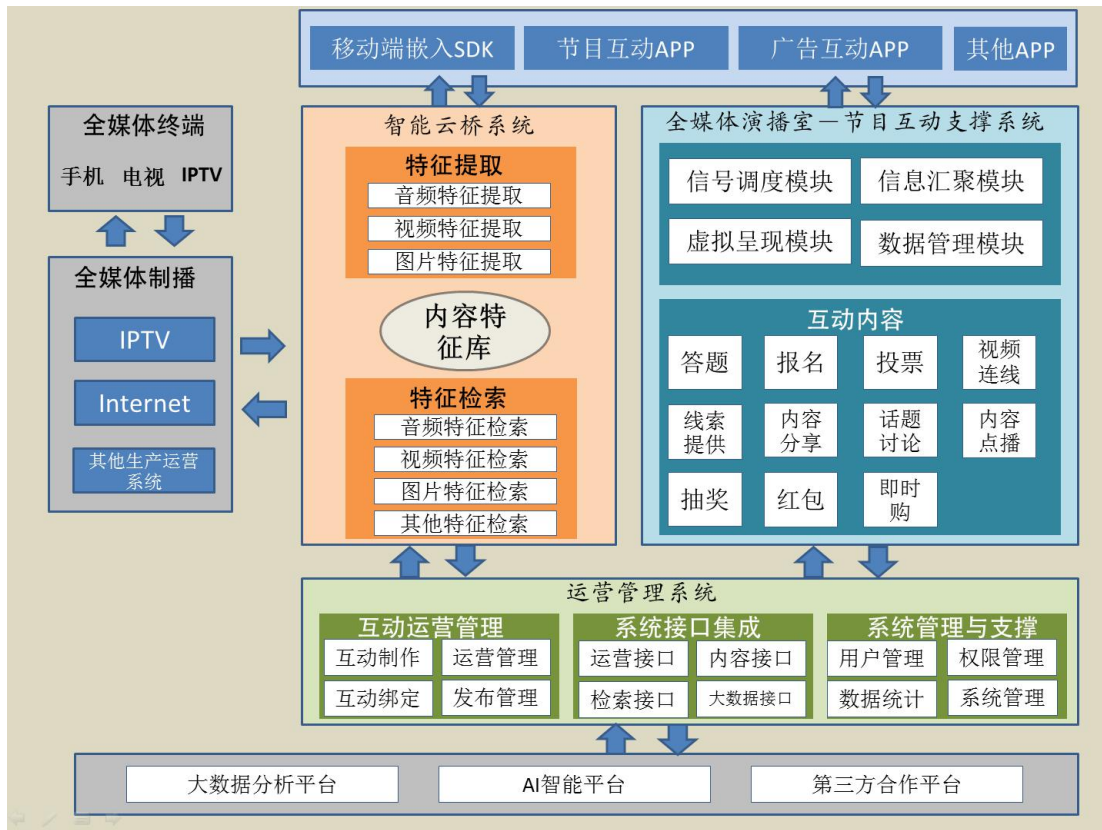 移动端嵌入SDK
节目互动APP
广告互动APP
其他APP
全媒体终端
手机 电视 IPTV
全媒体制播
IPTV
Internet
其他生产运营
系统
智能云桥系统
特征提取
音频特征提取
视频特征提取
图片特征提取
内容特
征库
特征检索
音频特征检索
视频特征检索
图片特征检索
其他特征检索
全媒体演播室－节目互动支撑系统
信号调度模块
信息汇聚模块
虚拟呈现模块
数据管理模块
互动内容
答题
报名
投票
视频
连线
线索
提供
内容
分享
话题
讨论
内容
点播
抽奖
红包
即时
购
运营管理系统
互动运营管理
互动制作
运营管理
互动绑定
发布管理
系统接口集成
运营接口
内容接口
检索接口
大数据接口
系统管理与支撑
用户管理
权限管理
数据统计
系统管理
大数据分析平台
AI智能平台
第三方合作平台